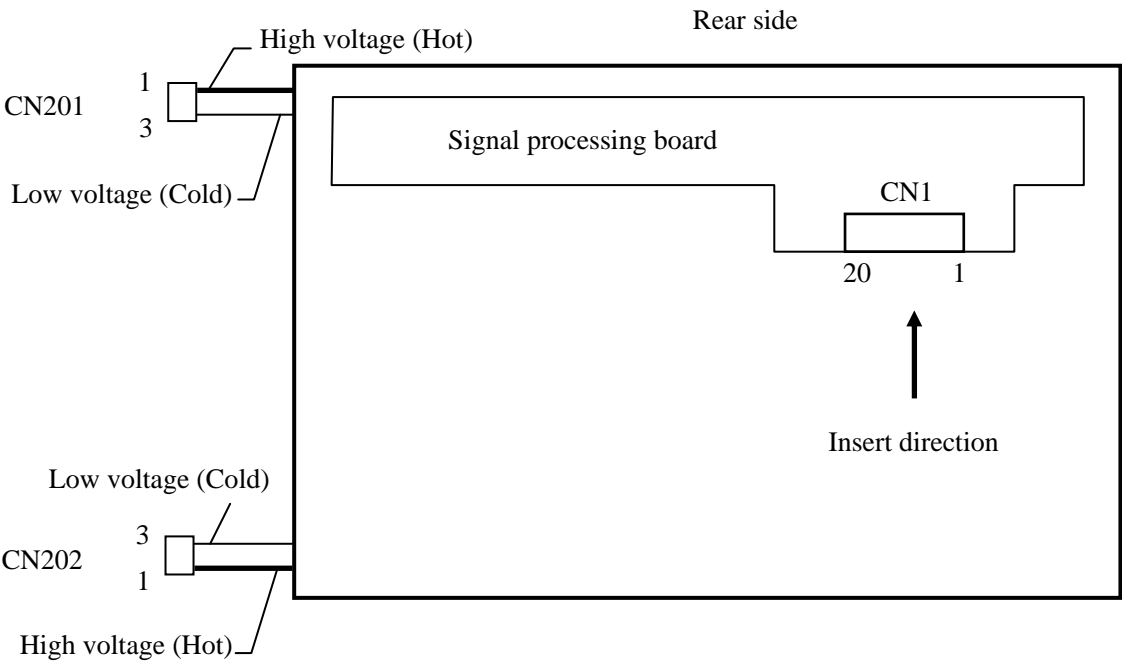 Rear side
High voltage (Hot)
1
CN201
3
Signal processing board
Low voltage (Cold)
CN1
20 1
Insert direction
Low voltage (Cold)
3
CN202
1
High voltage (Hot)